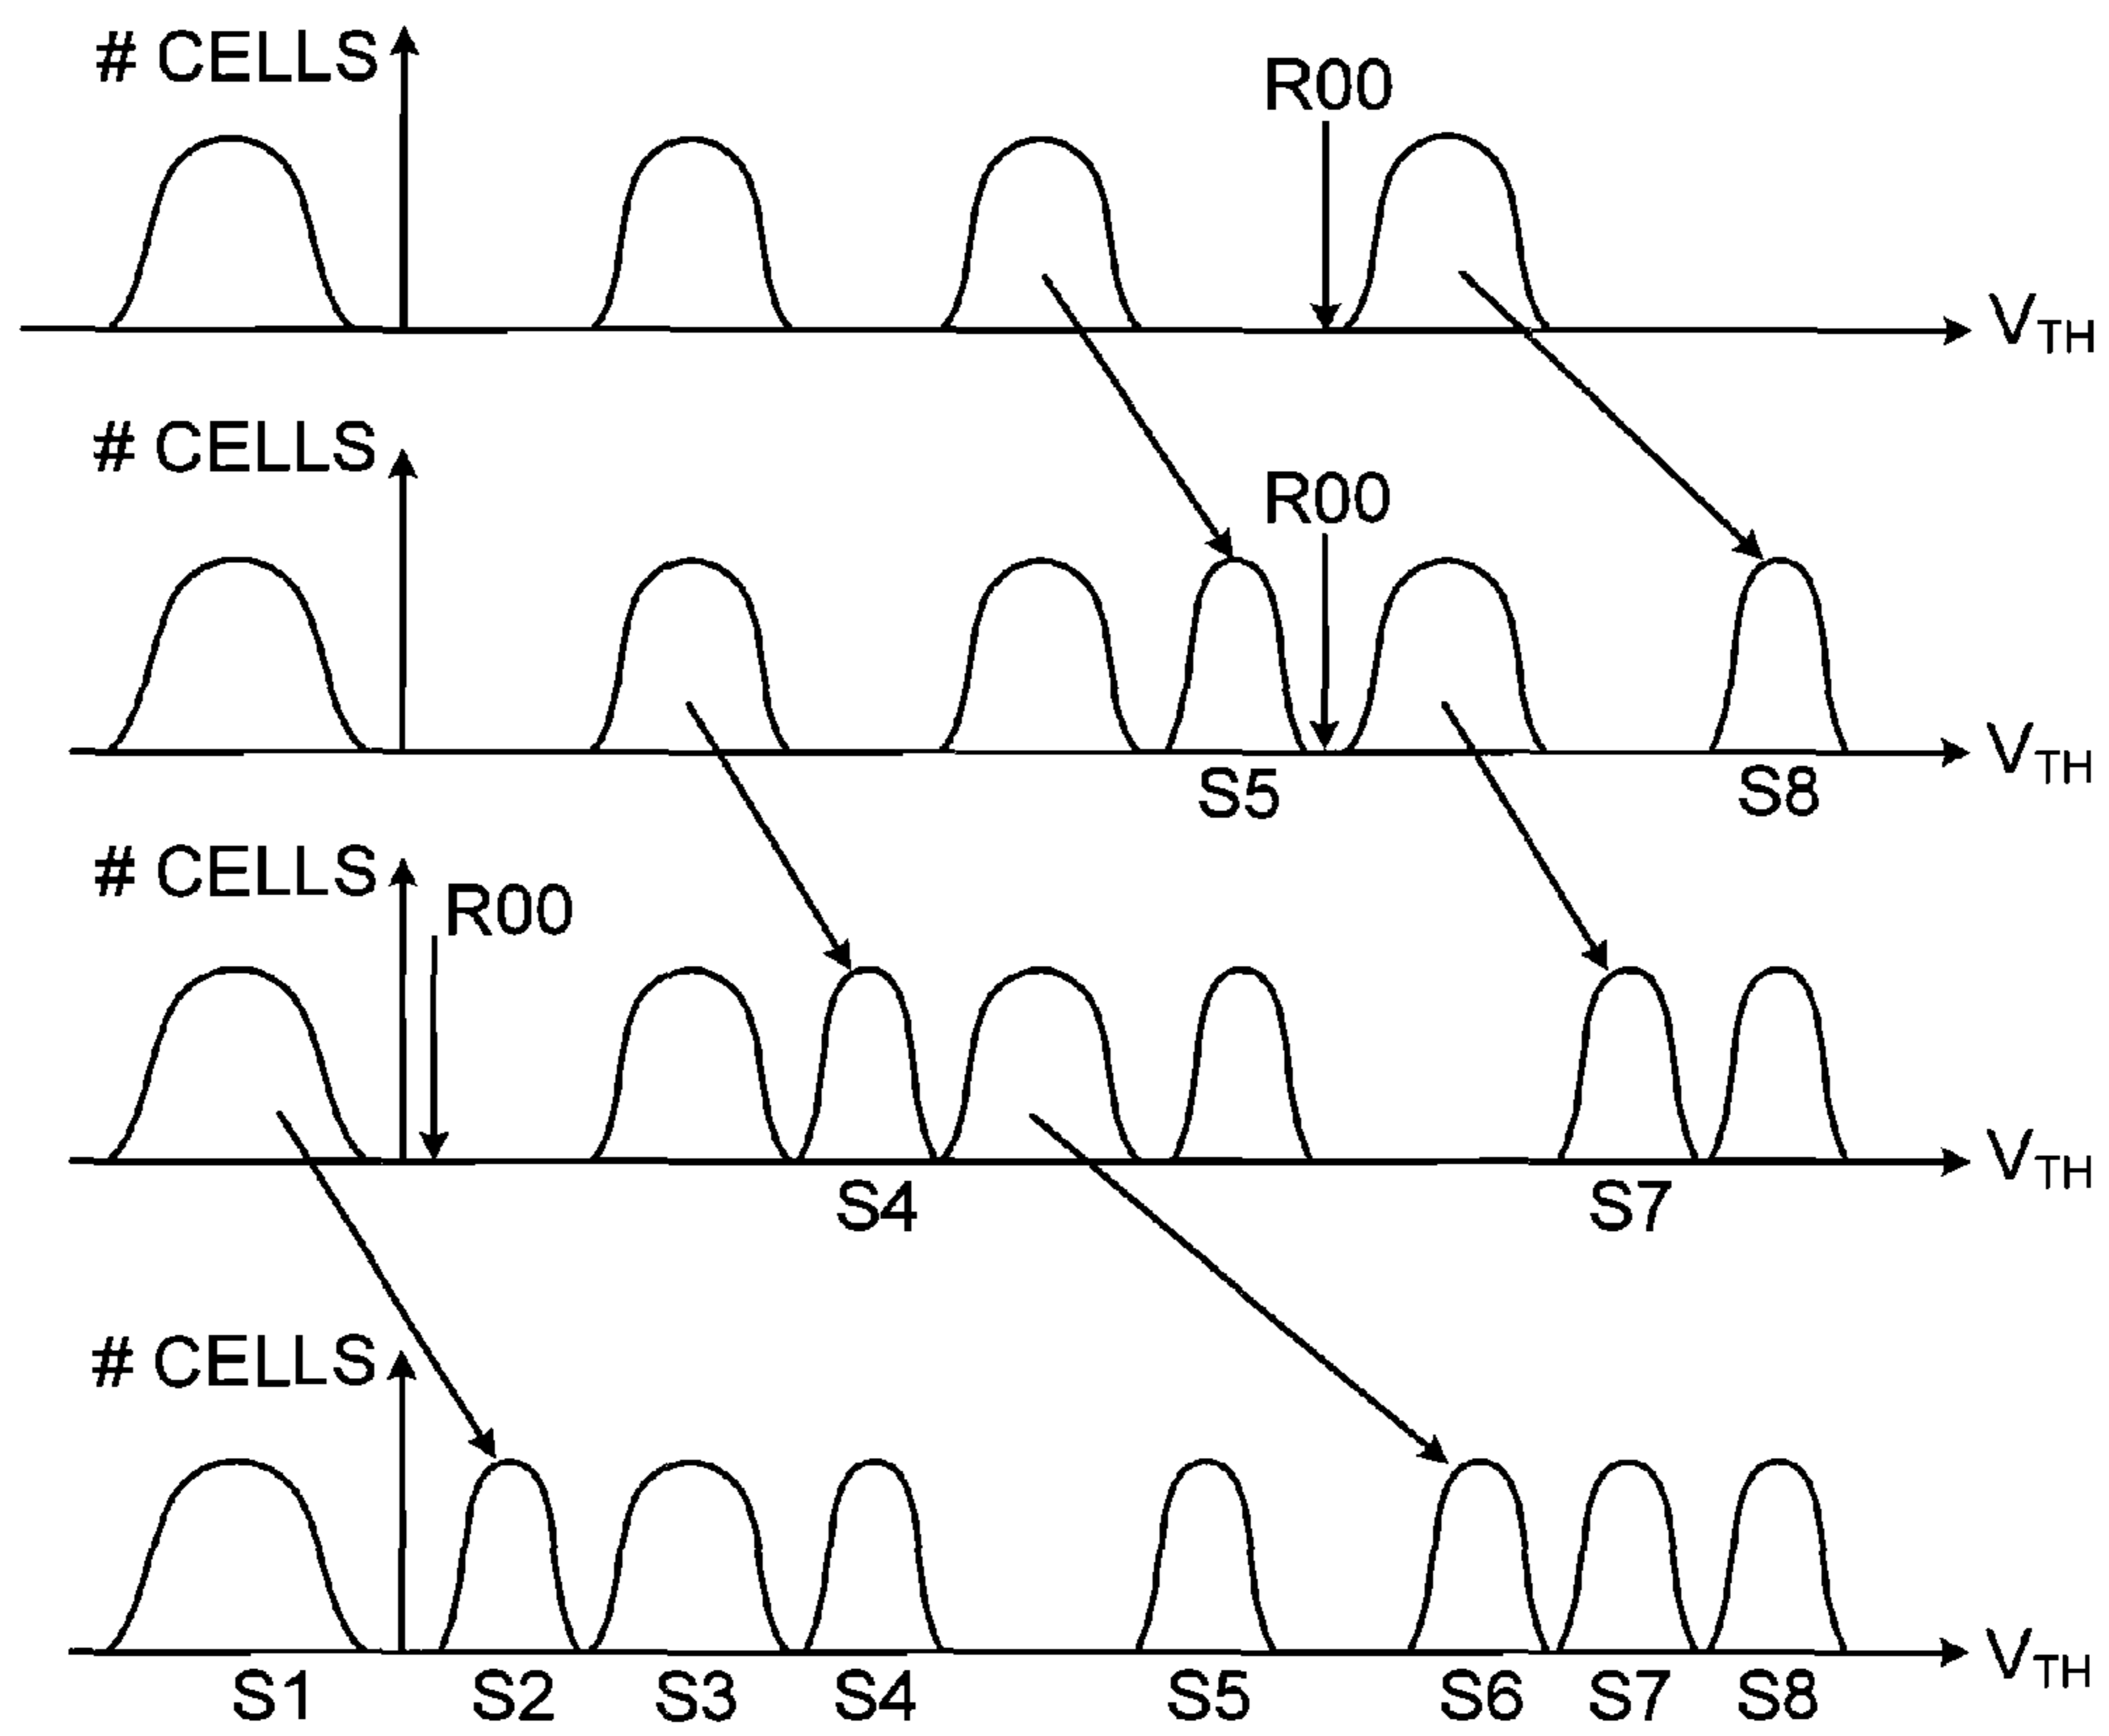 # CELLS
R00
VTH
# CELLS
R00
VTH
S5 S8
# CELLS
R00
VTH
S4 S7
# CELLS
VTH
S1 S2 S3 S4 S5 S6 S7 S8